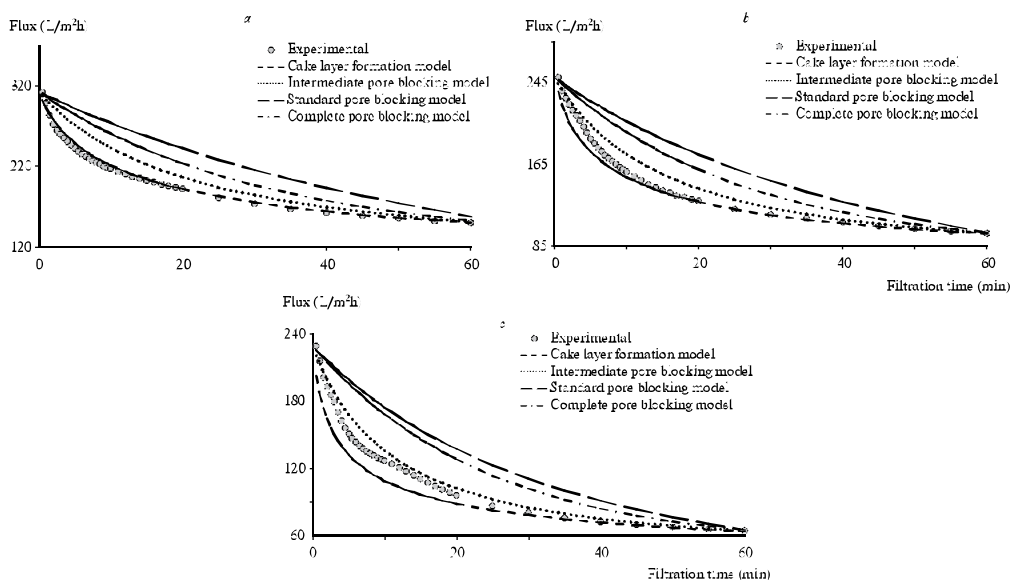 a
Flux (L/m²h)
Experimental
Cake layer formation model
Intermediate pore blocking model
Standard pore blocking model
Complete pore blocking model
320
220
120
0 20 40 60
b
Flux (L/m²h)
Experimental
Cake layer formation model
Intermediate pore blocking model
Standard pore blocking model
Complete pore blocking model
245
165
85
0 20 40 60
Filtration time (min)
c
Flux (L/m²h)
Experimental
Cake layer formation model
Intermediate pore blocking model
Standard pore blocking model
Complete pore blocking model
240
180
120
60
0 20 40 60
Filtration time (min)